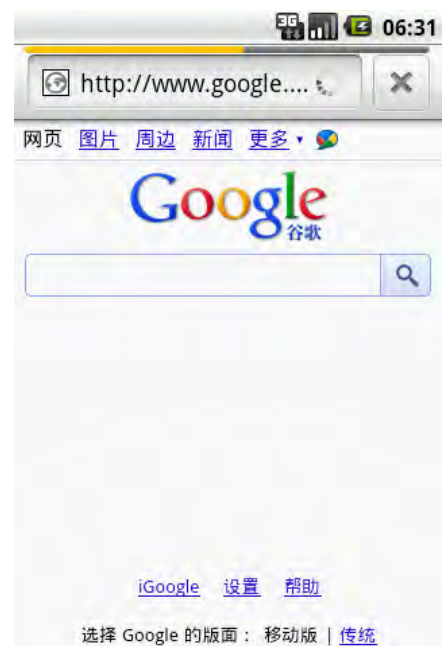 3G 06:31
http://www.google....
网页 图片 周边 新闻 更多
Google
谷歌
iGoogle 设置 帮助
选择 Google 的版面： 移动版 | 传统